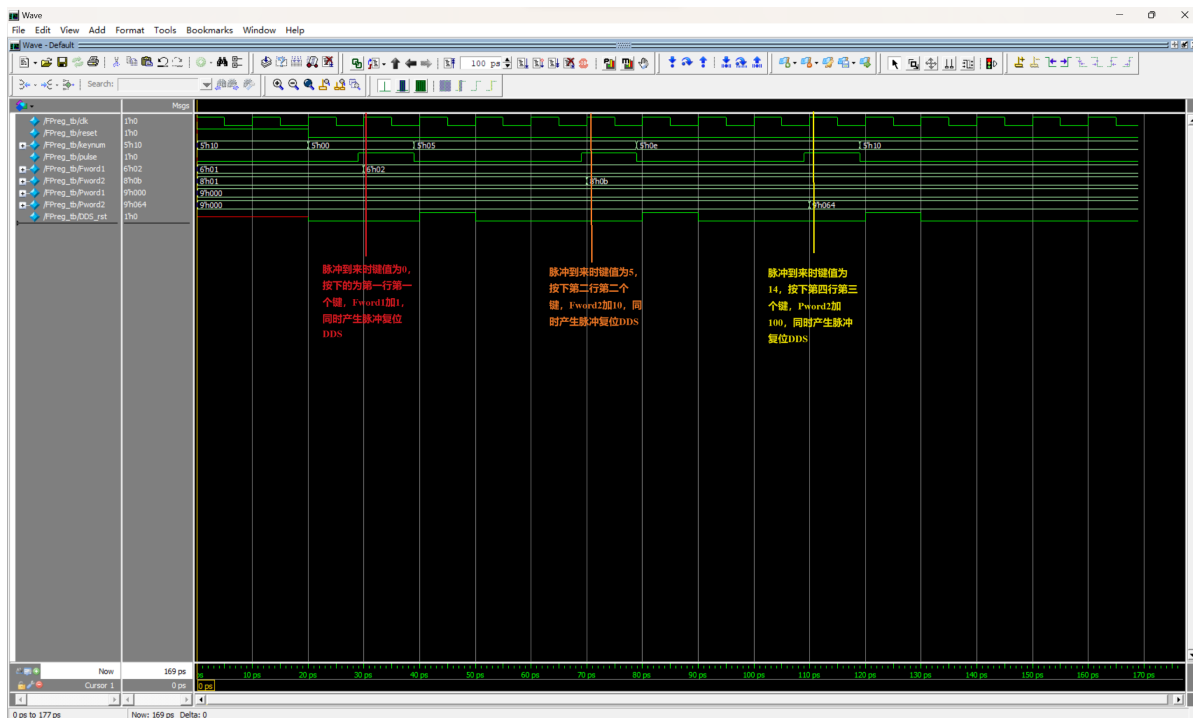 Wave
File Edit View Add Format Tools Bookmarks Window Help
Wave - Default
100 ps
Search:
Msgs
/FPreg_tb/clk 1'h0
/FPreg_tb/reset 1'h0
/FPreg_tb/keynum 5'h10 5'h10 5'h00 5'h05 5'h0e 5'h10
/FPreg_tb/pulse 1'h0
/FPreg_tb/Fword1 6'h02 6'h01 6'h02
/FPreg_tb/Fword2 8'h0b 8'h01 8'h0b
/FPreg_tb/Pword1 9'h000 9'h000
/FPreg_tb/Pword2 9'h064 9'h000 9'h064
/FPreg_tb/DDS_rst 1'h0
脉冲到来时键值为0，
按下的为第一行第一
个键，Fword1加1，
同时产生脉冲复位
DDS
脉冲到来时键值为5，
按下第二行第二个
键，Fword2加10，同
时产生脉冲复位DDS
脉冲到来时键值为
14，按下第四行第三
个键，Pword2加
100，同时产生脉冲
复位DDS
Now 169 ps
ps 10 ps 20 ps 30 ps 40 ps 50 ps 60 ps 70 ps 80 ps 90 ps 100 ps 110 ps 120 ps 130 ps 140 ps 150 ps 160 ps 170 ps
Cursor 1 0 ps 0 ps
0 ps to 177 ps Now: 169 ps Delta: 0